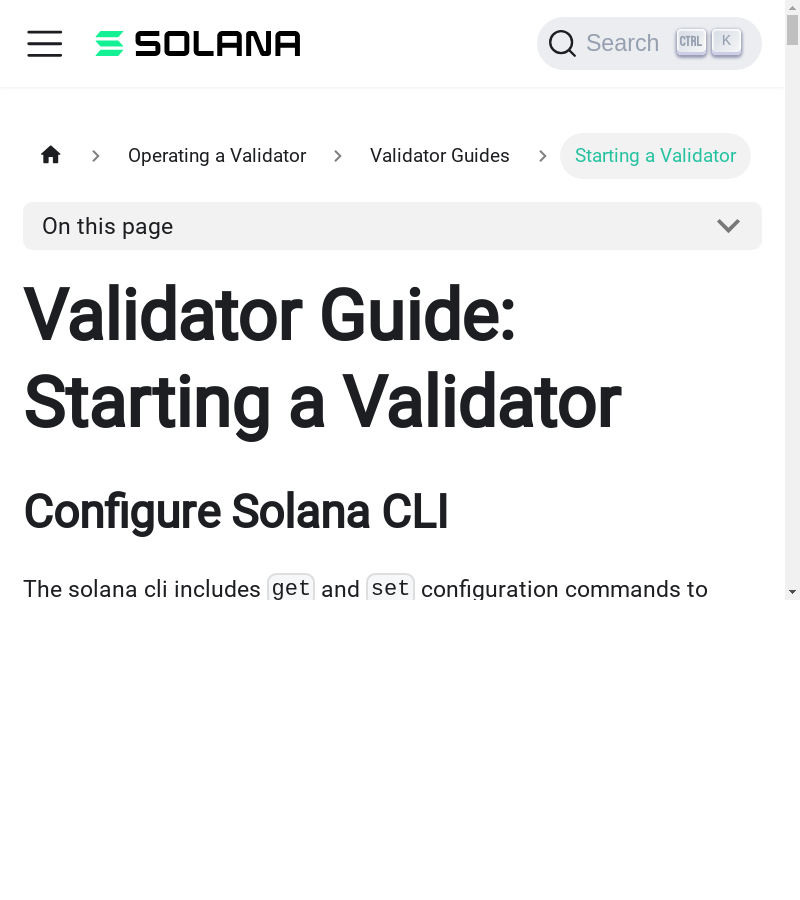 SOLANA
Search CTRL K
Operating a Validator
Validator Guides
Starting a Validator
On this page
Validator Guide:
Starting a Validator
Configure Solana CLI
The solana cli includes get and set configuration commands to